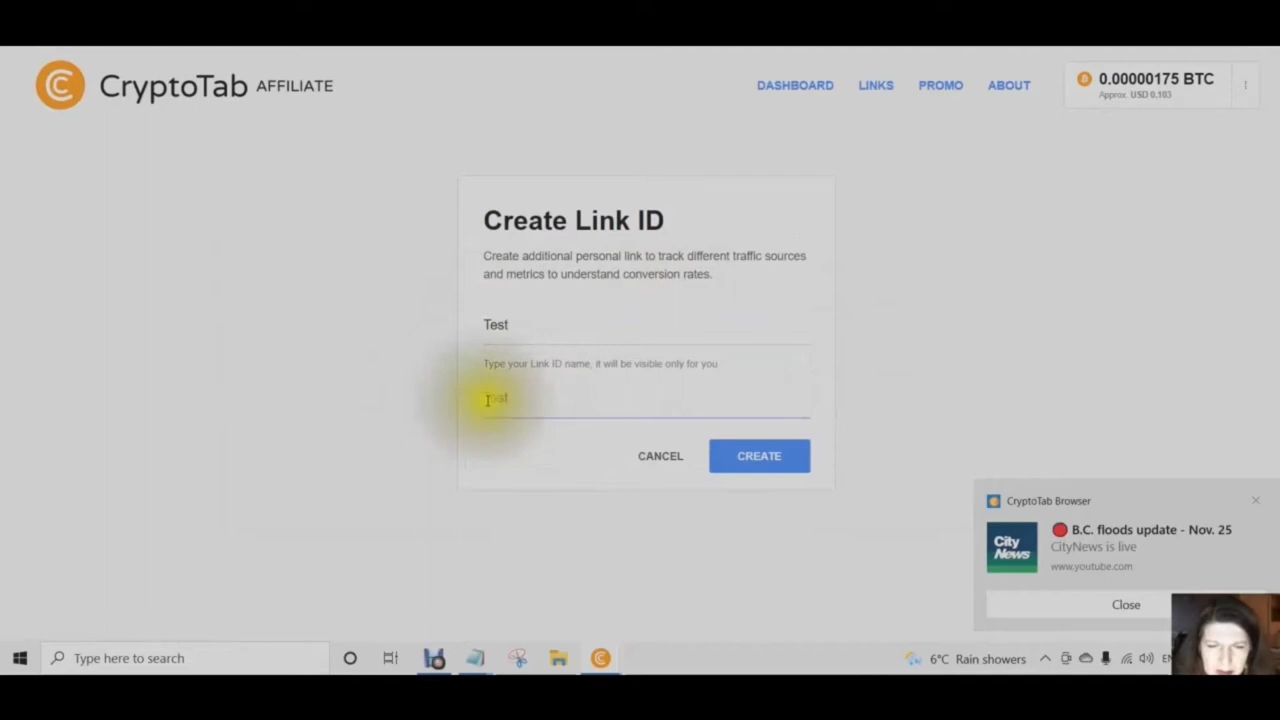 CryptoTab AFFILIATE
DASHBOARD
LINKS
PROMO
ABOUT
0.00000175 BTC
Approx. USD 0.103
Create Link ID
Create additional personal link to track different traffic sources
and metrics to understand conversion rates.
Test
Type your Link ID name, it will be visible only for you
Test
CANCEL
CREATE
CryptoTab Browser
City
News
B.C. floods update - Nov. 25
CityNews is live
www.youtube.com
Close
Type here to search
6°C Rain showers